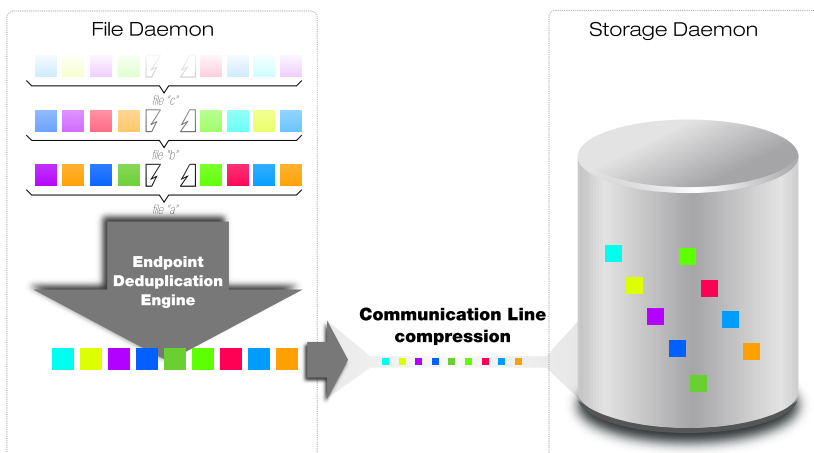 File Daemon
Storage Daemon
file "c"
file "b"
file "a"
Endpoint
Deduplication
Engine
Communication Line
compression